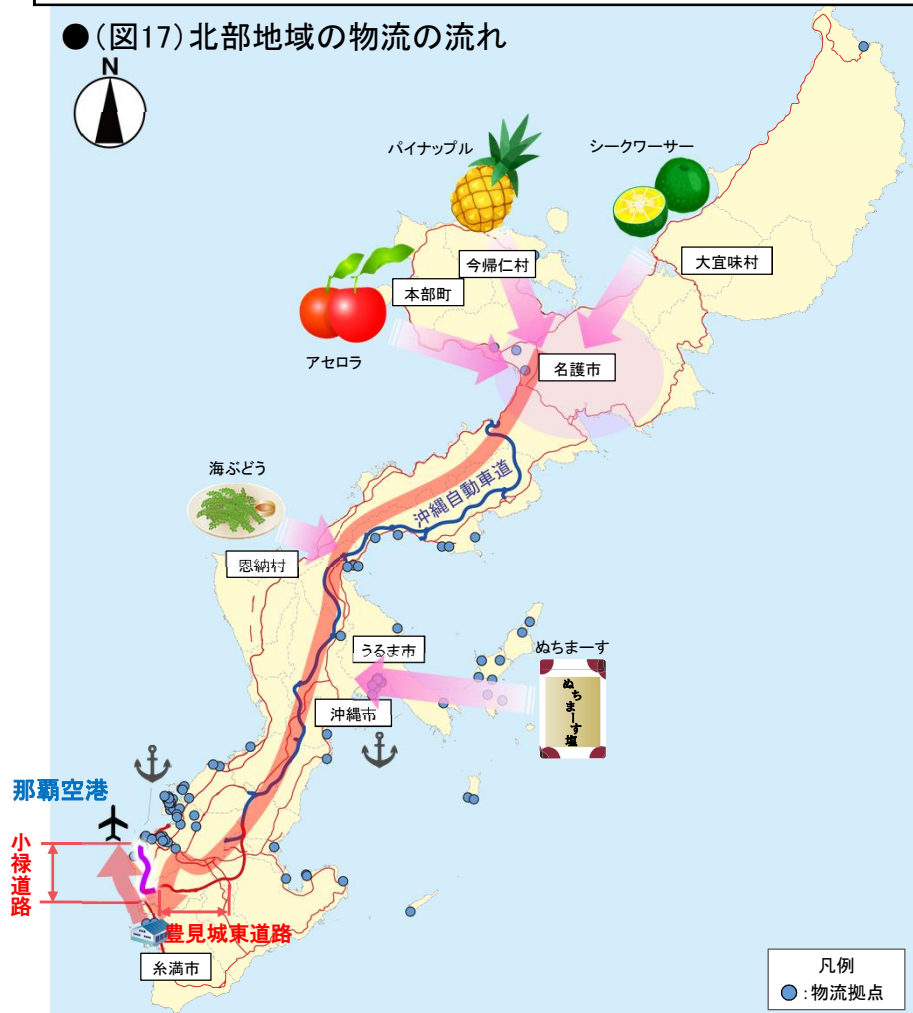 ●(図17)北部地域の物流の流れ
N
パイナップル
シークワーサー
今帰仁村
大宜味村
本部町
アセロラ
名護市
海ぶどう
沖縄自動車道
恩納村
うるま市
ぬちまーす
ぬちまーす塩
沖縄市
那覇空港
小禄道路
豊見城東道路
糸満市
凡例
:物流拠点